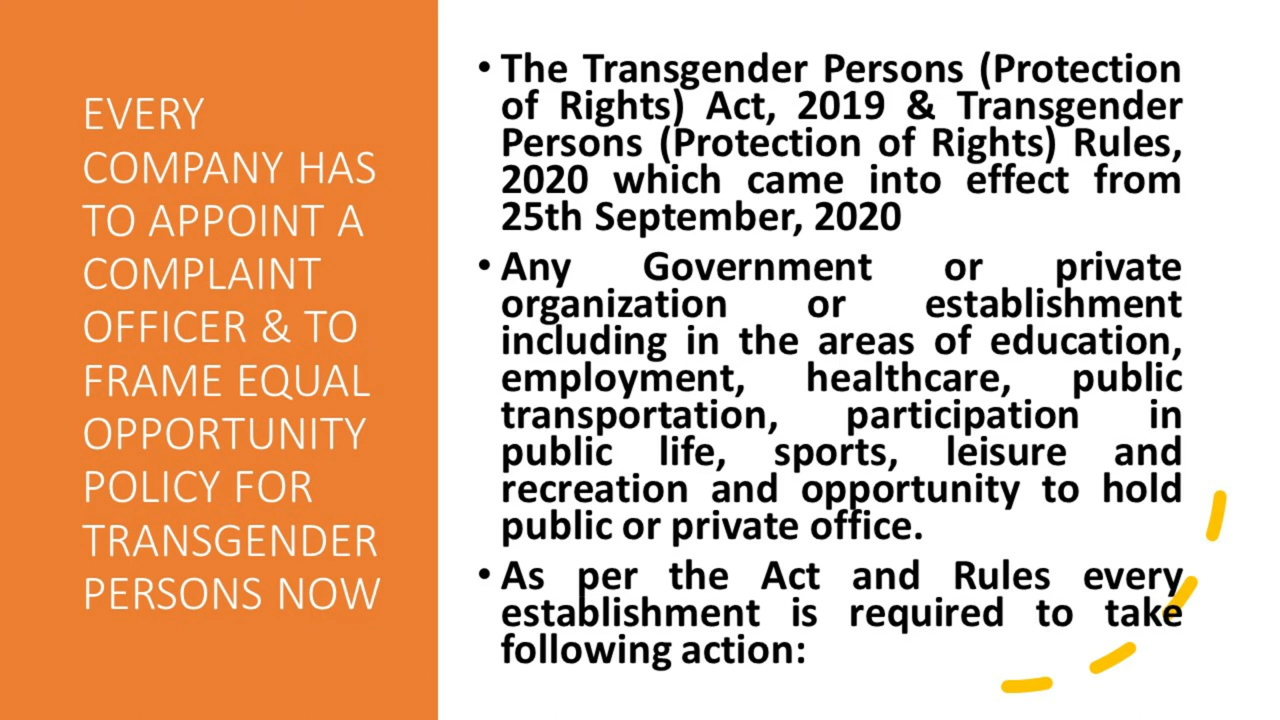 EVERY
COMPANY HAS
TO APPOINT A
COMPLAINT
OFFICER & TO
FRAME EQUAL
OPPORTUNITY
POLICY FOR
TRANSGENDER
PERSONS NOW
• The Transgender Persons (Protection
of Rights) Act, 2019 & Transgender
Persons (Protection of Rights) Rules,
2020 which came into effect from
25th September, 2020
• Any Government or private
organization or establishment
including in the areas of education,
employment, healthcare, public
transportation, participation in
public life, sports, leisure and
recreation and opportunity to hold
public or private office.
• As per the Act and Rules every
establishment is required to take
following action: